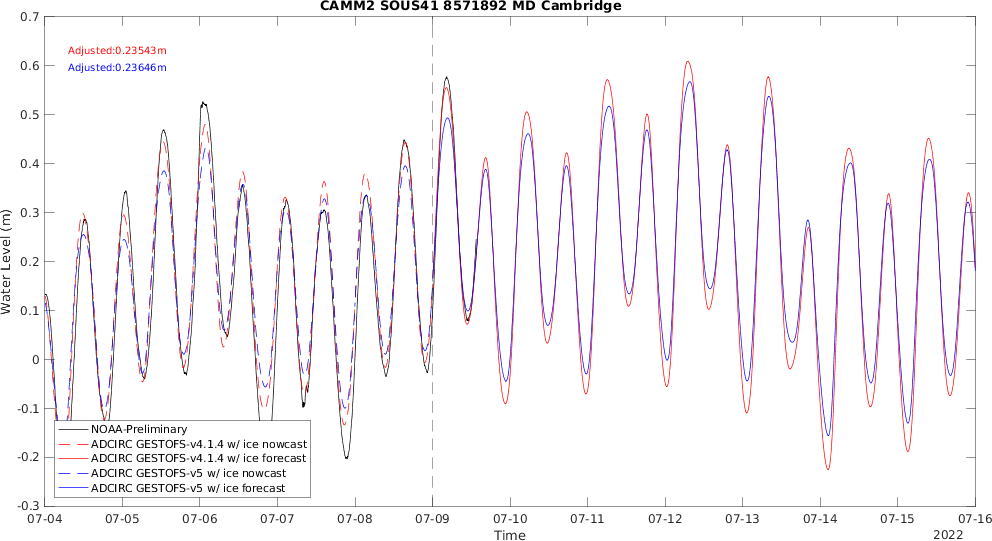 CAMM2 SOUS41 8571892 MD Cambridge
0.7
Adjusted:0.23543m
0.6
Adjusted:0.23646m
0.5
0.4
0.3
0.2
0.1
0
-0.1
-0.2
-0.3
Water Level (m)
NOAA-Preliminary
ADCIRC GESTOFS-v4.1.4 w/ ice nowcast
ADCIRC GESTOFS-v4.1.4 w/ ice forecast
ADCIRC GESTOFS-v5 w/ ice nowcast
ADCIRC GESTOFS-v5 w/ ice forecast
07-04 07-05 07-06 07-07 07-08 07-09 07-10 07-11 07-12 07-13 07-14 07-15 07-16
Time
2022